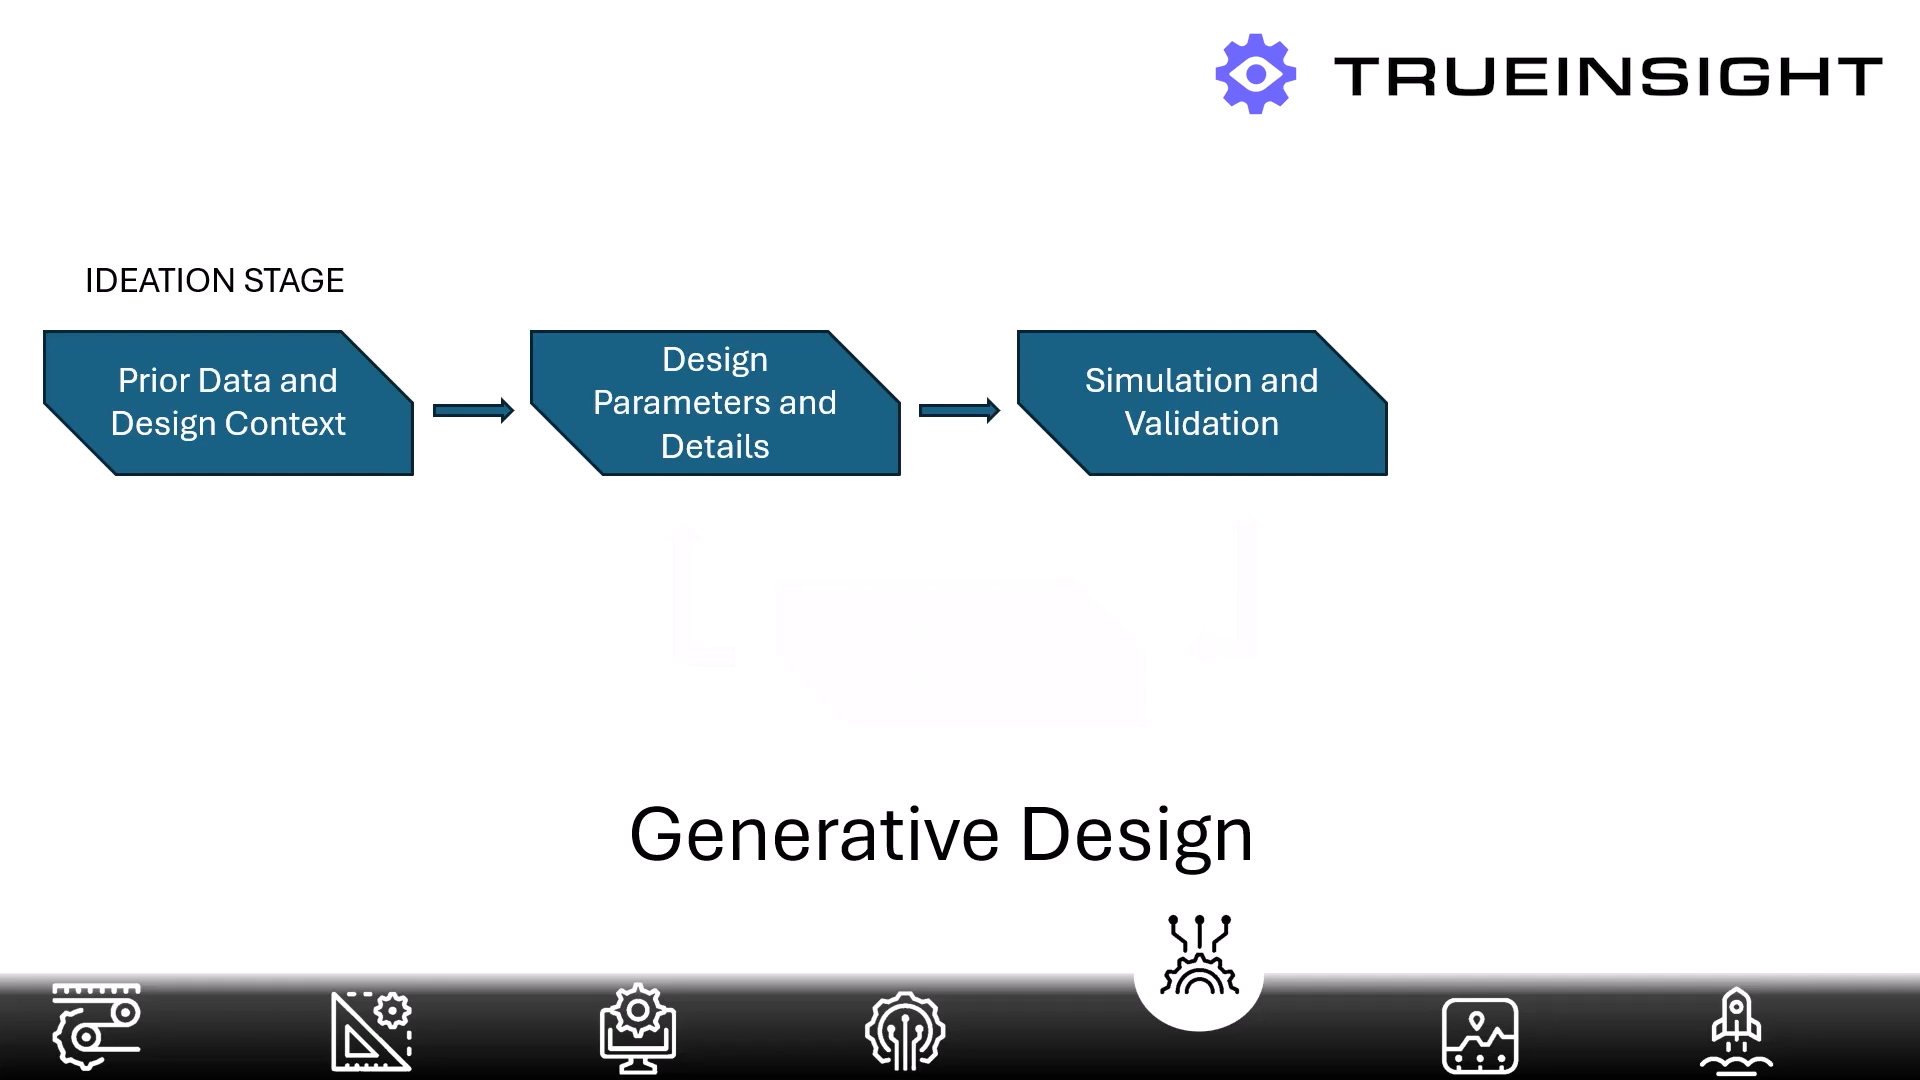 TRUEINSIGHT
IDEATION STAGE
Prior Data and
Design Context
Design
Parameters and
Details
Simulation and
Validation
Generative Design